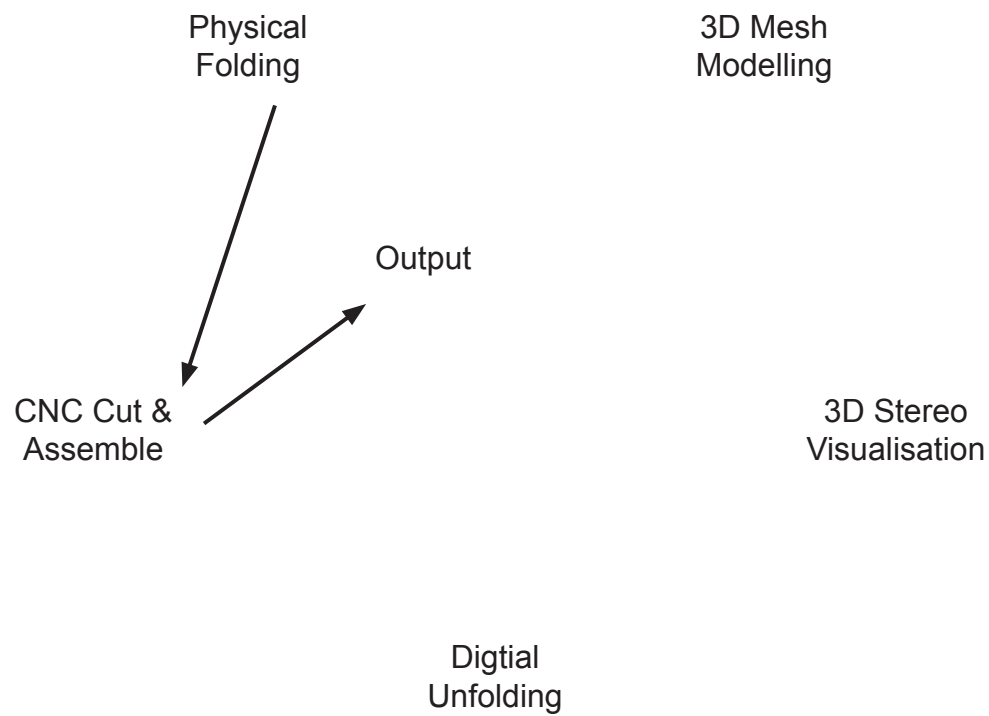 Physical
Folding
3D Mesh
Modelling
Output
CNC Cut &
Assemble
3D Stereo
Visualisation
Digtial
Unfolding